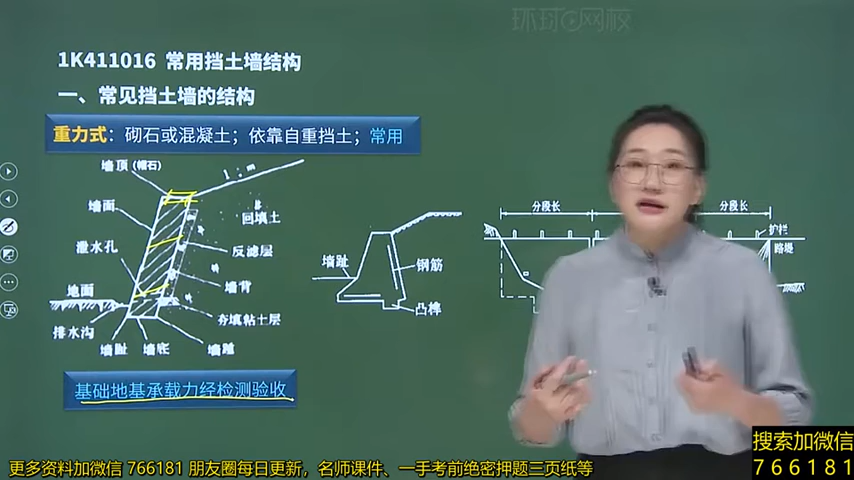 环球网校
1K411016 常用挡土墙结构
一、常见挡土墙的结构
重力式：砌石或混凝土；依靠自重挡土；常用
墙顶(帽石)
1:m
墙面
回填土
泄水孔
反滤层
地面
墙背
排水沟
夯填粘土层
墙趾
墙底
墙踵
墙趾
钢筋
凸榫
分段长
分段长
护栏
路堤
基础地基承载力经检测验收
搜索加微信
766181
更多资料加微信 766181 朋友圈每日更新，名师课件、一手考前绝密押题三页纸等